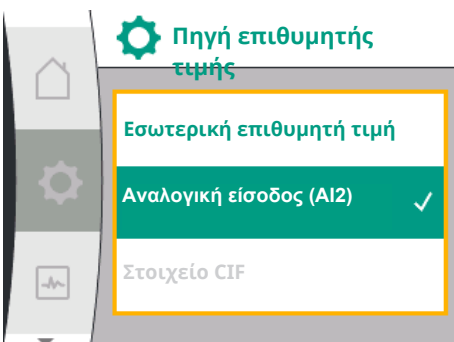 Πηγή επιθυμητής
τιμής
Εσωτερική επιθυμητή τιμή
Αναλογική είσοδος (AI2)
Στοιχείο CIF